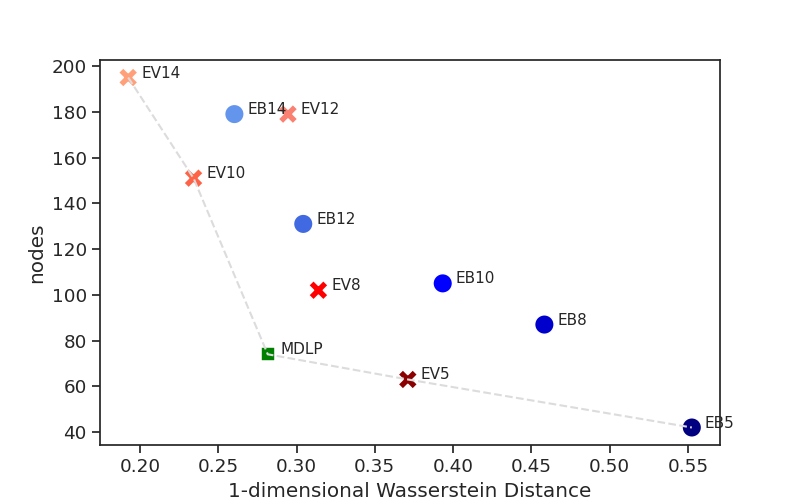 200
180
160
140
120
100
80
60
40
nodes
EV14
EB14
EV12
EV10
EB12
EV8
EB10
EB8
MDLP
EV5
EB5
0.20 0.25 0.30 0.35 0.40 0.45 0.50 0.55
1-dimensional Wasserstein Distance